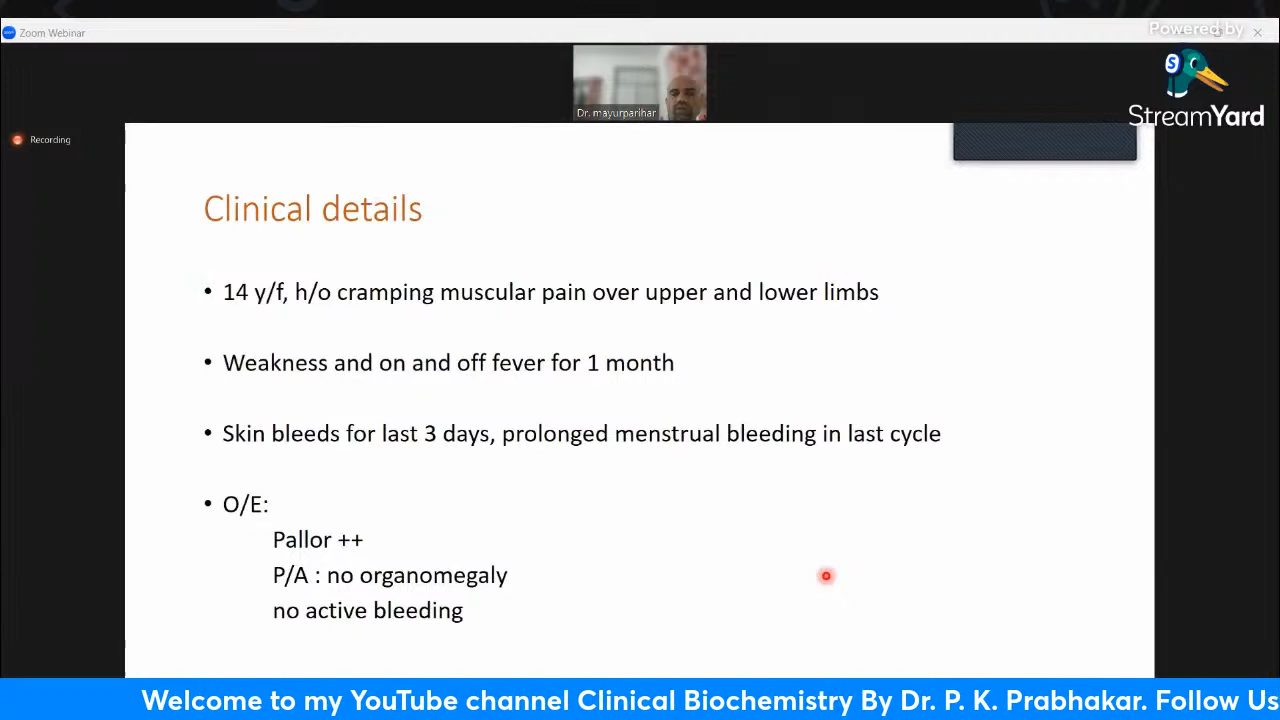 Zoom Webinar
Powered by
StreamYard
Dr. mayurparihar
Recording
Clinical details
• 14 y/f, h/o cramping muscular pain over upper and lower limbs
• Weakness and on and off fever for 1 month
• Skin bleeds for last 3 days, prolonged menstrual bleeding in last cycle
• O/E:
Pallor ++
P/A : no organomegaly
no active bleeding
Welcome to my YouTube channel Clinical Biochemistry By Dr. P. K. Prabhakar. Follow Us